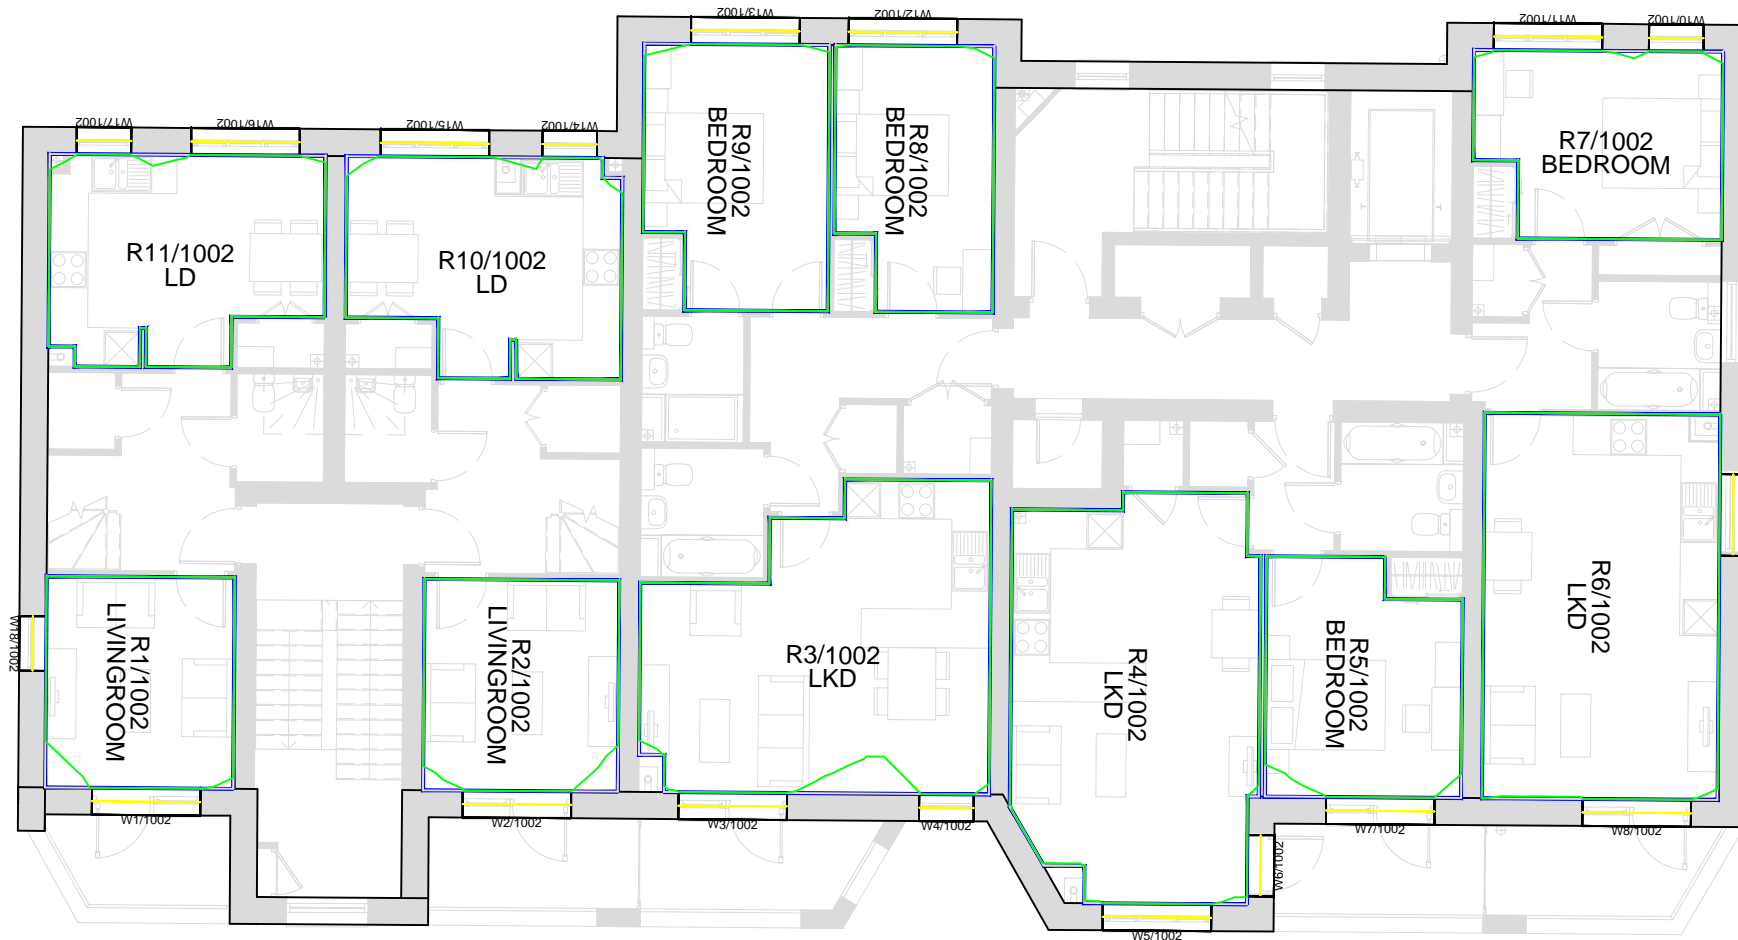 W13/1002
W12/1002
W11/1002
W10/1002
W17/1002
W16/1002
W15/1002
W14/1002
R9/1002
BEDROOM
R8/1002
BEDROOM
R7/1002
BEDROOM
R11/1002
LD
R10/1002
LD
W18/1002
R1/1002
LIVINGROOM
R2/1002
LIVINGROOM
R3/1002
LKD
R4/1002
LKD
R5/1002
BEDROOM
R6/1002
LKD
W1/1002
W2/1002
W3/1002
W4/1002
W5/1002
W6/1002
W7/1002
W8/1002